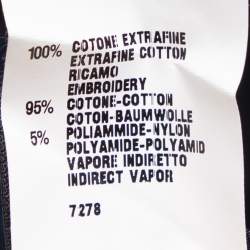 100% COTONE EXTRAFINE
EXTRAFINE COTTON
RICAMO
EMBROIDERY
95% COTONE-COTTON
COTON-BAUMWOLLE
5% POLIAMMIDE-NYLON
POLYAMIDE-POLYAMID
VAPORE INDIRETTO
INDIRECT VAPOR
7278